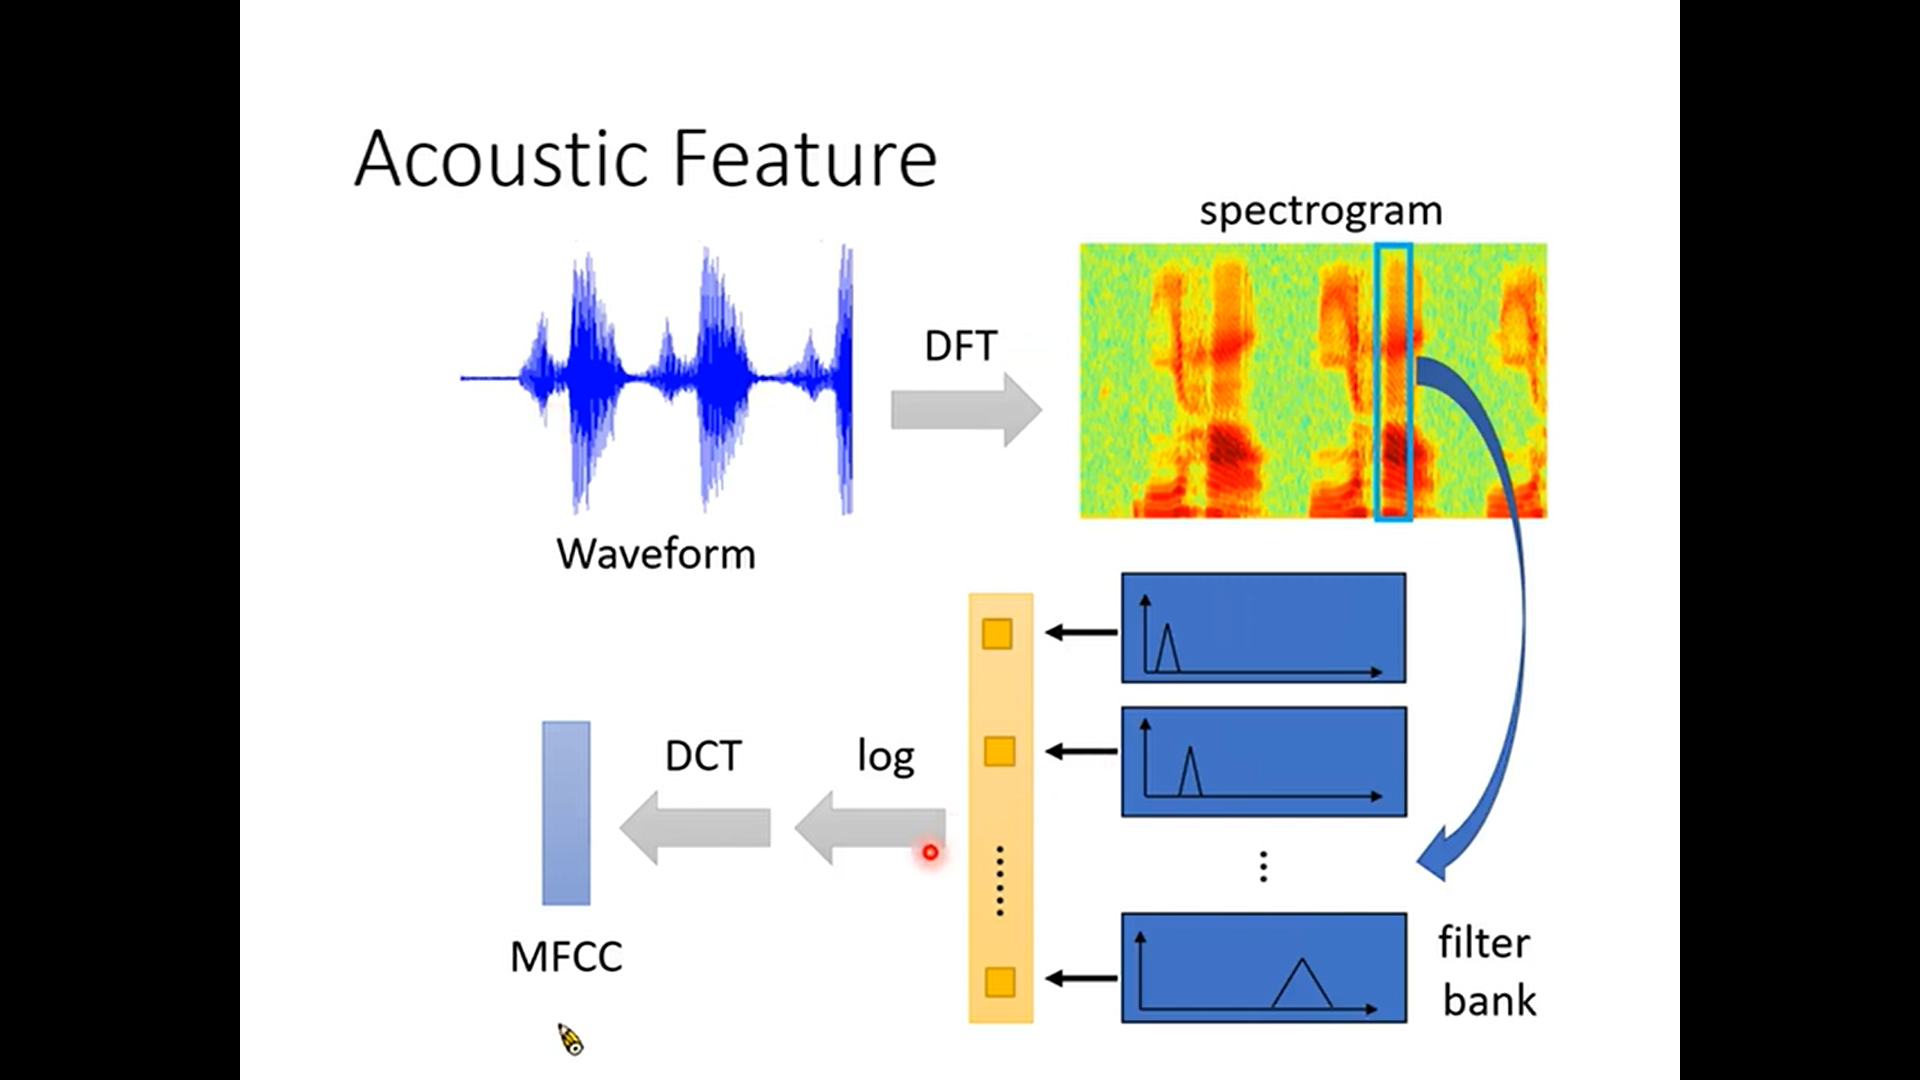 Acoustic Feature
spectrogram
DFT
Waveform
DCT
log
MFCC
filter
bank